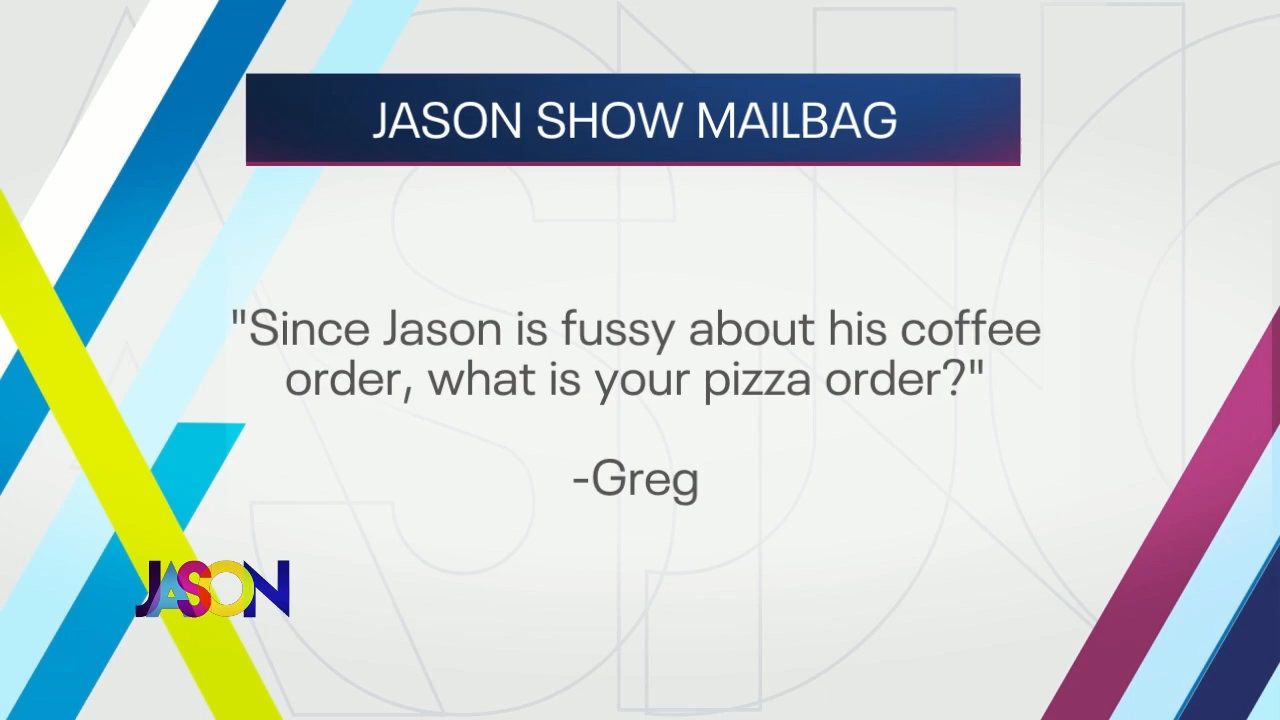 JASON SHOW MAILBAG
"Since Jason is fussy about his coffee
order, what is your pizza order?"
-Greg
JASON